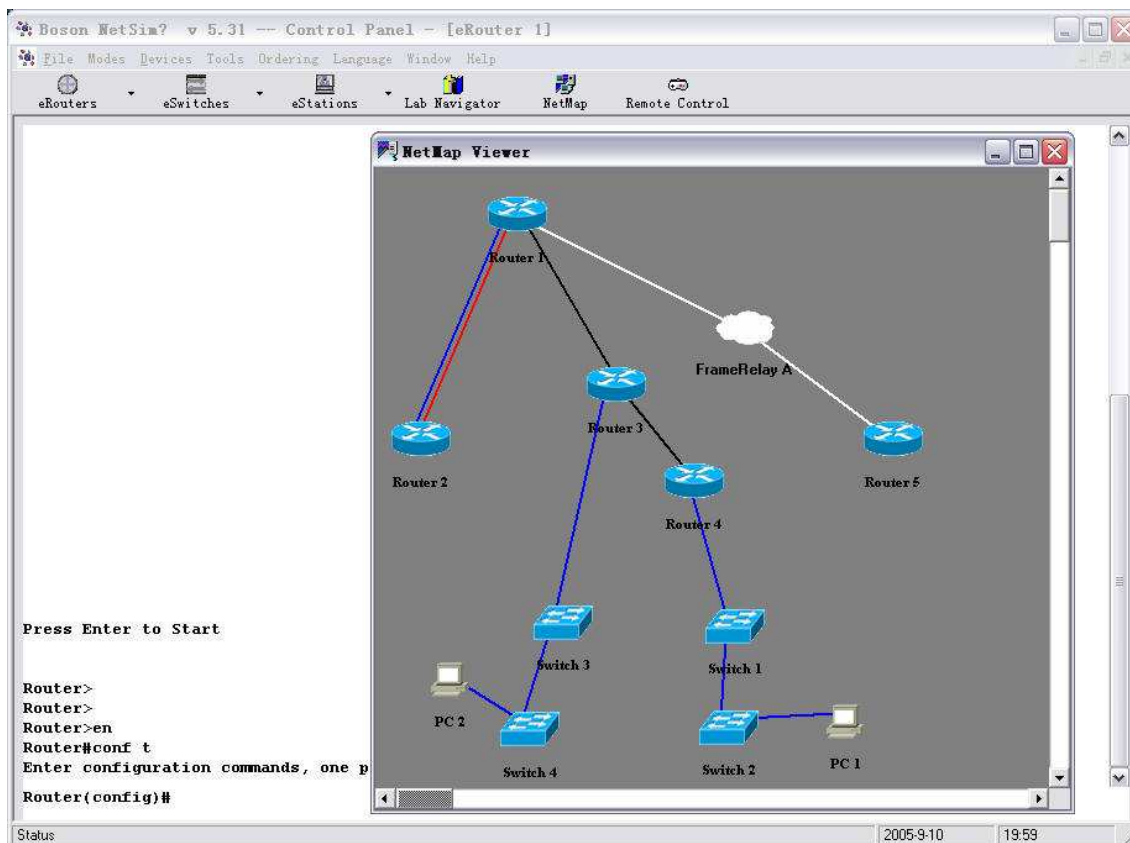 Boson NetSim? v 5.31 -- Control Panel - [eRouter 1]
File Modes Devices Tools Ordering Language Window Help
eRouters eSwitches eStations Lab Navigator NetMap Remote Control
NetMap Viewer
Router 1
FrameRelay A
Router 3
Router 2
Router 5
Router 4
Switch 3
Switch 1
PC 2
Switch 4
Switch 2
PC 1
Press Enter to Start
Router>
Router>
Router>en
Router#conf t
Enter configuration commands, one p
Router(config)#
Status 2005-9-10 19:59